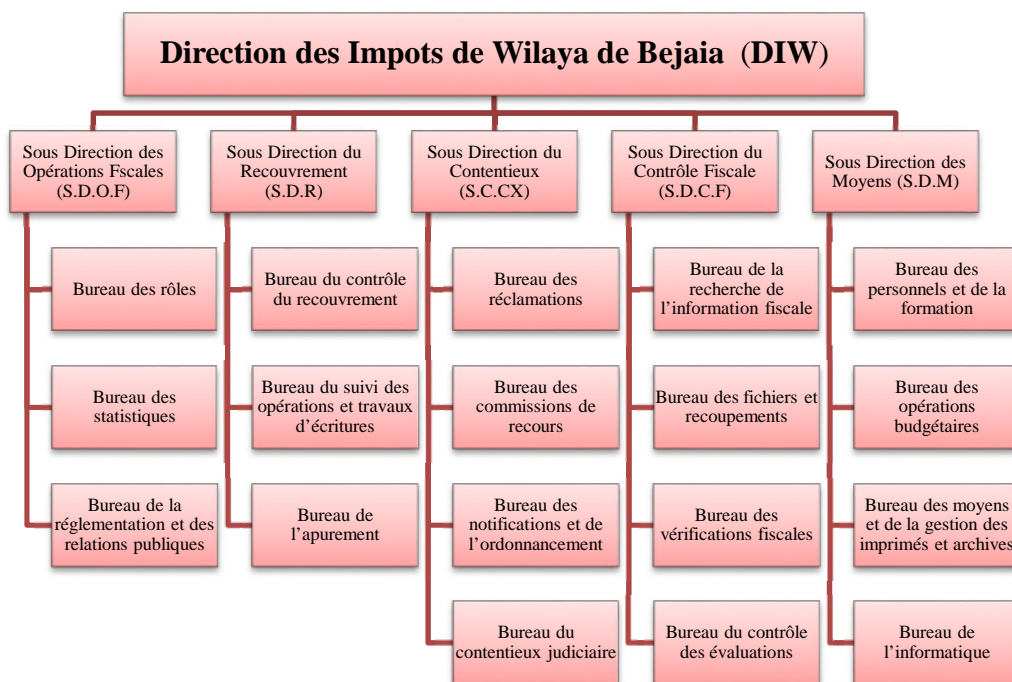 Direction des Impots de Wilaya de Bejaia (DIW)
Sous Direction des
Opérations Fscales
(S.D.O.F)
Bureau des rôles
Bureau des
statistiques
Bureau de la
réglementation et des
relations publiques
Sous Direction du
Recouvrement
(S.D.R)
Bureau du contrôle
du recouvrement
Bureau du suivi des
opérations et travaux
d’écritures
Bureau de
l’apurement
Sous Direction du
Contentieux
(S.C.CX)
Bureau des
réclamations
Bureau des
commissions de
recours
Bureau des
notifications et de
l’ordonnancement
Bureau du
contentieux judiciaire
Sous Direction du
Contrôle Fiscale
(S.D.C.F)
Bureau de la
recherche de
l’information fiscale
Bureau des fichiers et
recoupements
Bureau des
vérifications fiscales
Bureau du contrôle
des évaluations
Sous Direction des
Moyens (S.D.M)
Bureau des
personnels et de la
formation
Bureau des
opérations
budgétaires
Bureau des moyens
et de la gestion des
imprimés et archives
Bureau de
l’informatique